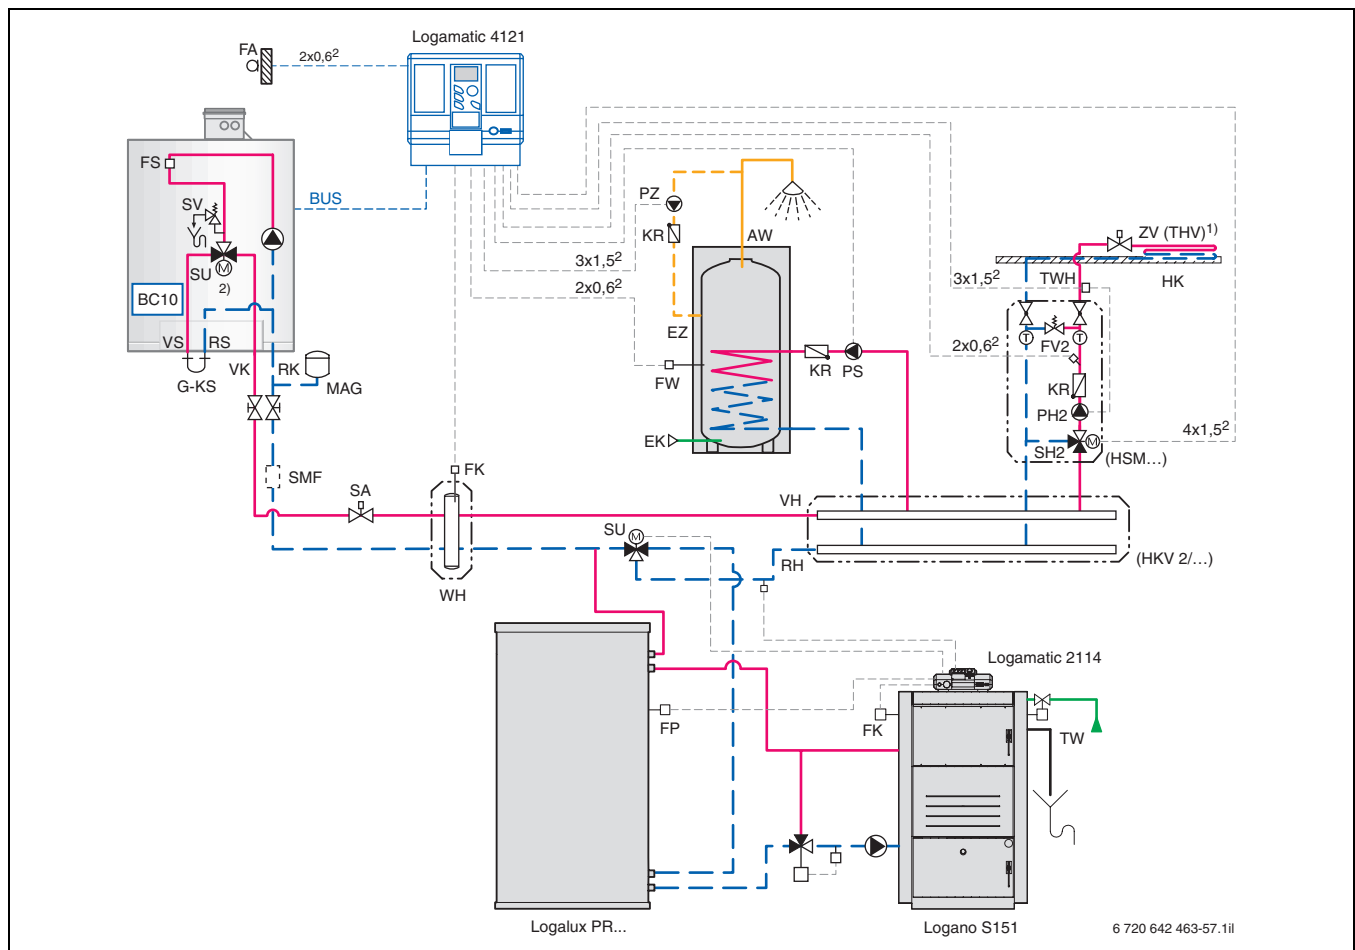 Logamatic 4121
FA
2x0,6²
FS
SV
SU
M
2)
BUS
BC10
VS
RS
G-KS
VK
RK
MAG
SMF
SA
FK
WH
PZ
KR
3x1,5²
2x0,6²
AW
EZ
FW
EK
KR
PS
ZV (THV)¹⁾
HK
TWH
3x1,5²
T
T
FV2
2x0,6²
KR
PH2
M
SH2
4x1,5²
(HSM...)
VH
RH
(HKV 2/...)
SU
M
Logamatic 2114
FP
FK
TW
Logalux PR...
Logano S151
6 720 642 463-57.1il